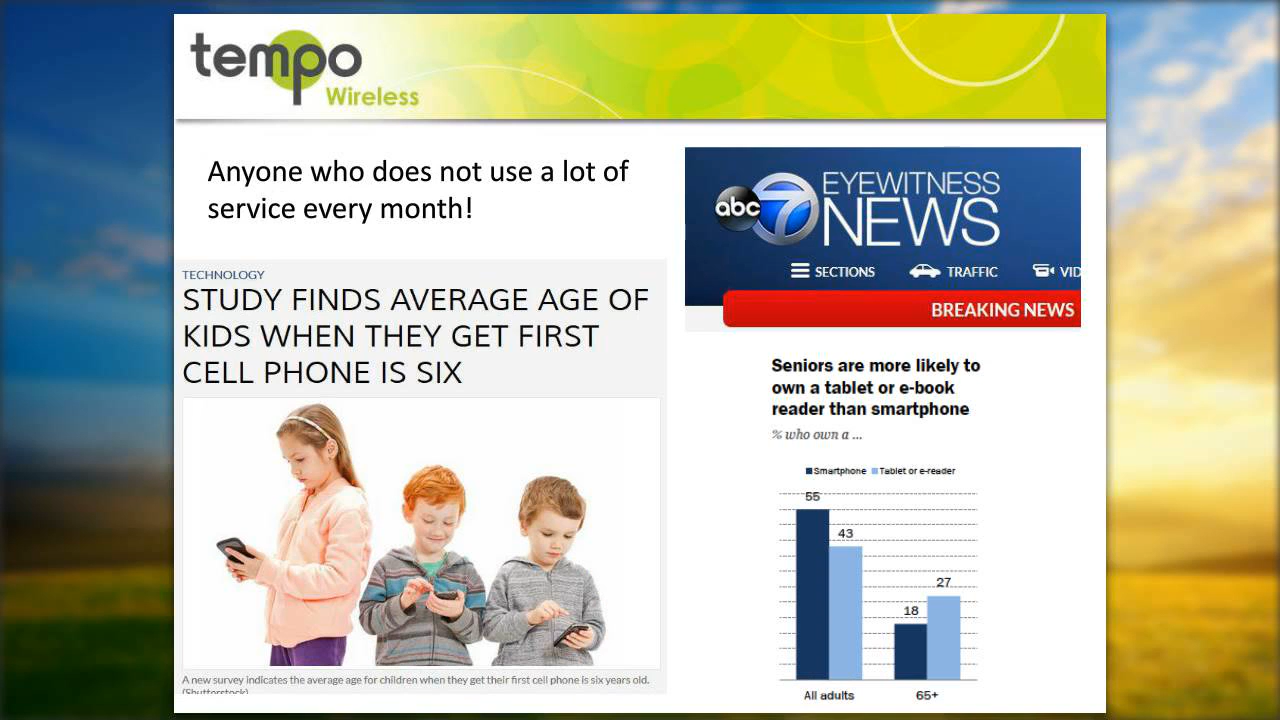 tempo
Wireless
Anyone who does not use a lot of
service every month!
TECHNOLOGY
STUDY FINDS AVERAGE AGE OF
KIDS WHEN THEY GET FIRST
CELL PHONE IS SIX
A new survey indicates the average age for children when they get their first cell phone is six years old.
(Shutterstock)
abc 7 EYEWITNESS
NEWS
SECTIONS TRAFFIC VID
BREAKING NEWS
Seniors are more likely to
own a tablet or e-book
reader than smartphone
% who own a ...
Smartphone Tablet or e-reader
55
43
27
18
All adults 65+